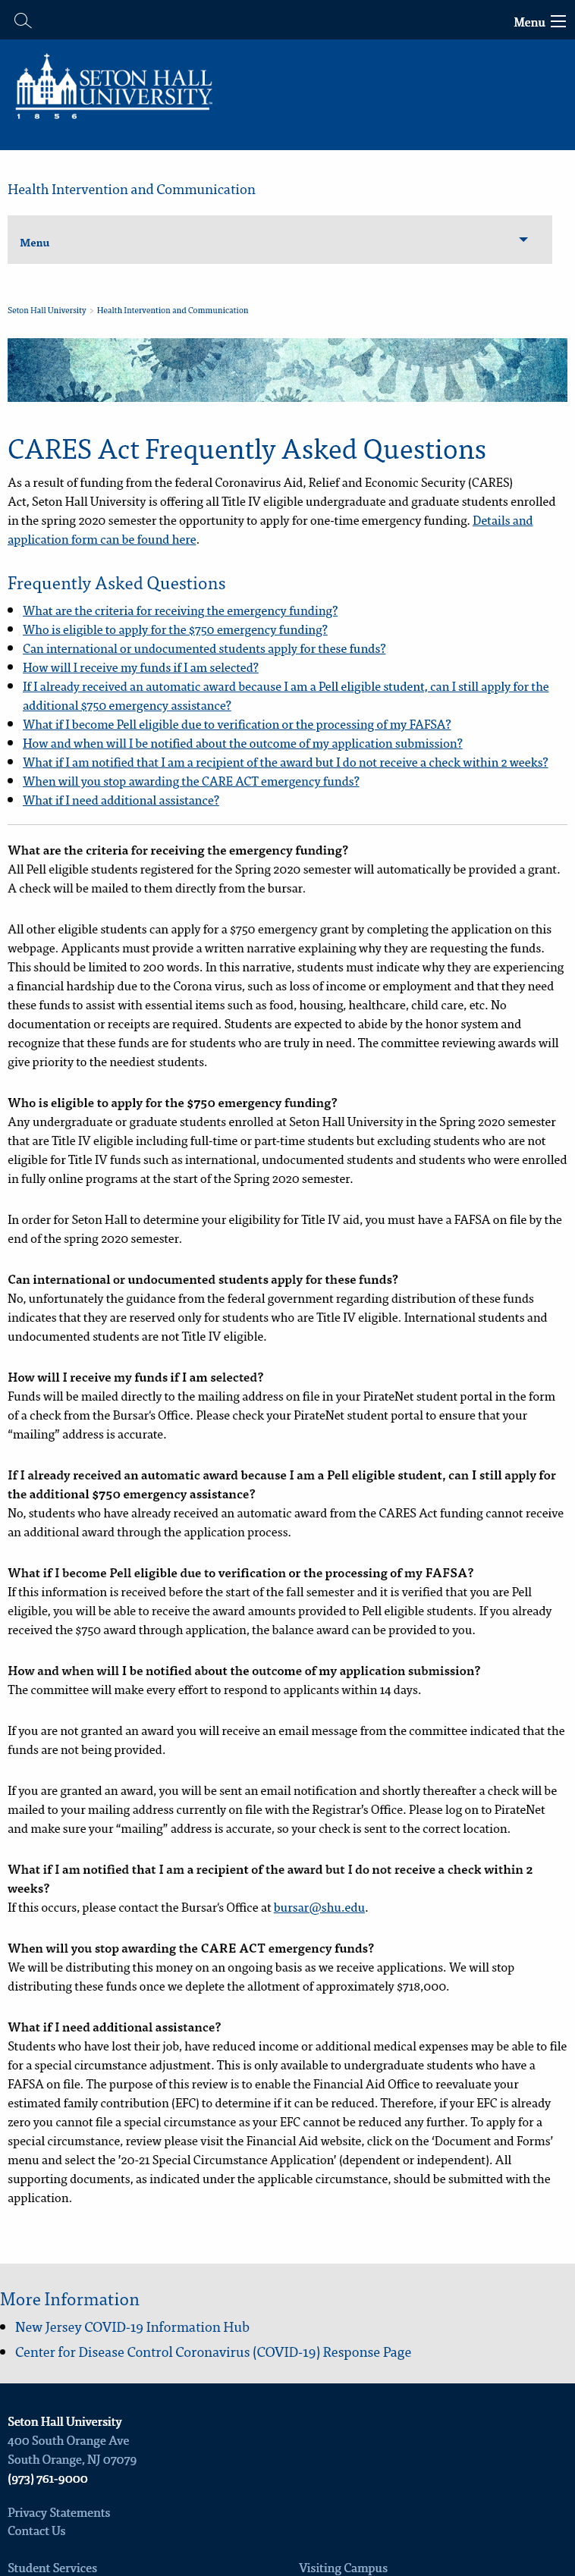 Menu
SETON HALL
UNIVERSITY
1 8 5 6
Health Intervention and Communication
Menu
Seton Hall University > Health Intervention and Communication
CARES Act Frequently Asked Questions
As a result of funding from the federal Coronavirus Aid, Relief and Economic Security (CARES)
Act, Seton Hall University is offering all Title IV eligible undergraduate and graduate students enrolled
in the spring 2020 semester the opportunity to apply for one-time emergency funding. Details and
application form can be found here.
Frequently Asked Questions
What are the criteria for receiving the emergency funding?
Who is eligible to apply for the $750 emergency funding?
Can international or undocumented students apply for these funds?
How will I receive my funds if I am selected?
If I already received an automatic award because I am a Pell eligible student, can I still apply for the
additional $750 emergency assistance?
What if I become Pell eligible due to verification or the processing of my FAFSA?
How and when will I be notified about the outcome of my application submission?
What if I am notified that I am a recipient of the award but I do not receive a check within 2 weeks?
When will you stop awarding the CARE ACT emergency funds?
What if I need additional assistance?
What are the criteria for receiving the emergency funding?
All Pell eligible students registered for the Spring 2020 semester will automatically be provided a grant.
A check will be mailed to them directly from the bursar.
All other eligible students can apply for a $750 emergency grant by completing the application on this
webpage. Applicants must provide a written narrative explaining why they are requesting the funds.
This should be limited to 200 words. In this narrative, students must indicate why they are experiencing
a financial hardship due to the Corona virus, such as loss of income or employment and that they need
these funds to assist with essential items such as food, housing, healthcare, child care, etc. No
documentation or receipts are required. Students are expected to abide by the honor system and
recognize that these funds are for students who are truly in need. The committee reviewing awards will
give priority to the neediest students.
Who is eligible to apply for the $750 emergency funding?
Any undergraduate or graduate students enrolled at Seton Hall University in the Spring 2020 semester
that are Title IV eligible including full-time or part-time students but excluding students who are not
eligible for Title IV funds such as international, undocumented students and students who were enrolled
in fully online programs at the start of the Spring 2020 semester.
In order for Seton Hall to determine your eligibility for Title IV aid, you must have a FAFSA on file by the
end of the spring 2020 semester.
Can international or undocumented students apply for these funds?
No, unfortunately the guidance from the federal government regarding distribution of these funds
indicates that they are reserved only for students who are Title IV eligible. International students and
undocumented students are not Title IV eligible.
How will I receive my funds if I am selected?
Funds will be mailed directly to the mailing address on file in your PirateNet student portal in the form
of a check from the Bursar's Office. Please check your PirateNet student portal to ensure that your
“mailing” address is accurate.
If I already received an automatic award because I am a Pell eligible student, can I still apply for
the additional $750 emergency assistance?
No, students who have already received an automatic award from the CARES Act funding cannot receive
an additional award through the application process.
What if I become Pell eligible due to verification or the processing of my FAFSA?
If this information is received before the start of the fall semester and it is verified that you are Pell
eligible, you will be able to receive the award amounts provided to Pell eligible students. If you already
received the $750 award through application, the balance award can be provided to you.
How and when will I be notified about the outcome of my application submission?
The committee will make every effort to respond to applicants within 14 days.
If you are not granted an award you will receive an email message from the committee indicated that the
funds are not being provided.
If you are granted an award, you will be sent an email notification and shortly thereafter a check will be
mailed to your mailing address currently on file with the Registrar’s Office. Please log on to PirateNet
and make sure your “mailing” address is accurate, so your check is sent to the correct location.
What if I am notified that I am a recipient of the award but I do not receive a check within 2
weeks?
If this occurs, please contact the Bursar's Office at bursar@shu.edu.
When will you stop awarding the CARE ACT emergency funds?
We will be distributing this money on an ongoing basis as we receive applications. We will stop
distributing these funds once we deplete the allotment of approximately $718,000.
What if I need additional assistance?
Students who have lost their job, have reduced income or additional medical expenses may be able to file
for a special circumstance adjustment. This is only available to undergraduate students who have a
FAFSA on file. The purpose of this review is to enable the Financial Aid Office to reevaluate your
estimated family contribution (EFC) to determine if it can be reduced. Therefore, if your EFC is already
zero you cannot file a special circumstance as your EFC cannot be reduced any further. To apply for a
special circumstance, review please visit the Financial Aid website, click on the ‘Document and Forms’
menu and select the ’20-21 Special Circumstance Application’ (dependent or independent). All
supporting documents, as indicated under the applicable circumstance, should be submitted with the
application.
More Information
New Jersey COVID-19 Information Hub
Center for Disease Control Coronavirus (COVID-19) Response Page
Seton Hall University
400 South Orange Ave
South Orange, NJ 07079
(973) 761-9000
Privacy Statements
Contact Us
Student Services
Visiting Campus